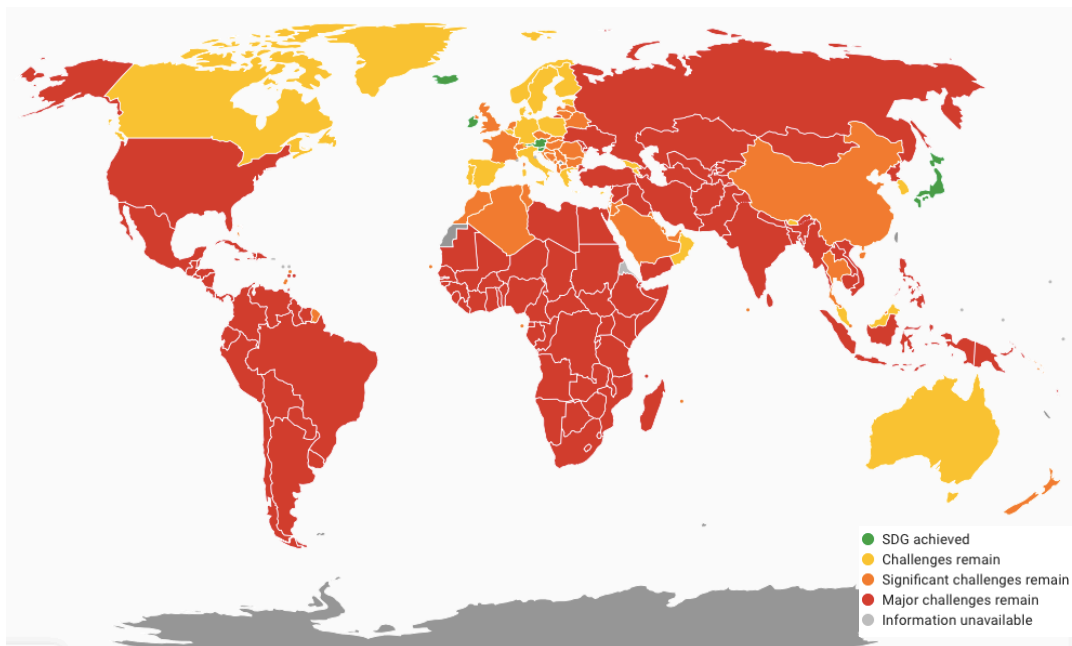 SDG achieved
Challenges remain
Significant challenges remain
Major challenges remain
Information unavailable